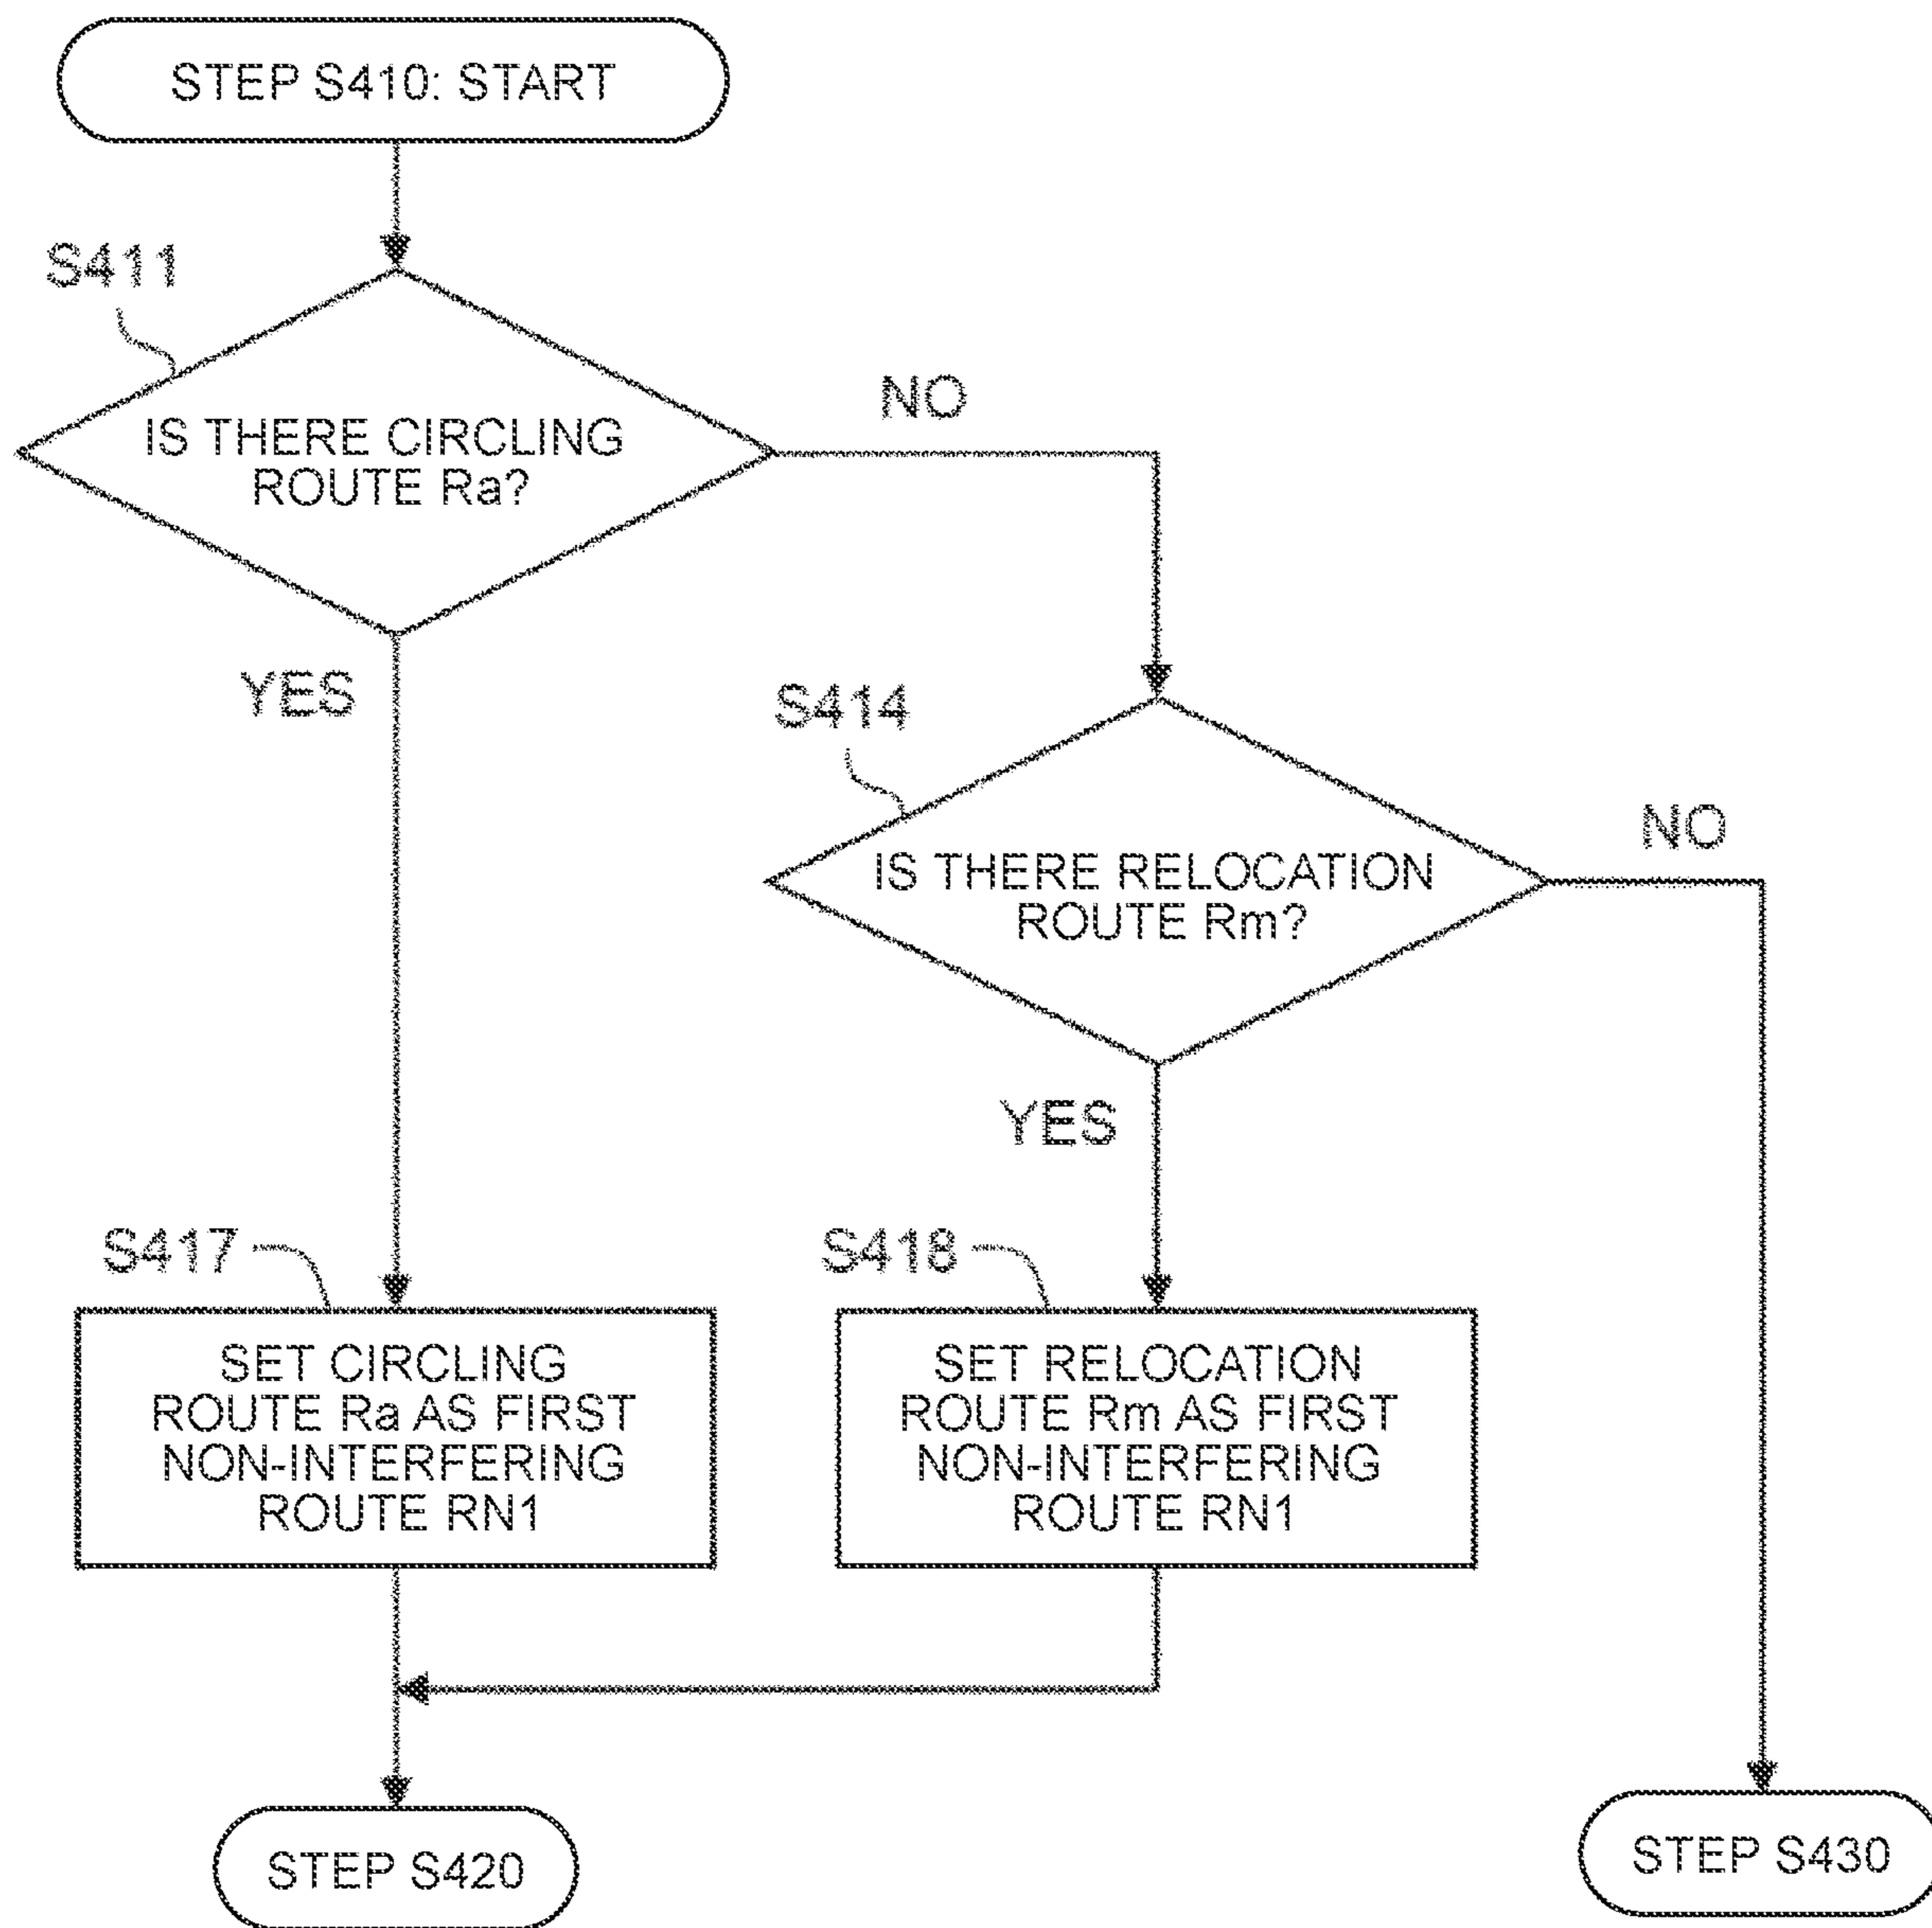 STEP S410: START
S411
IS THERE CIRCLING
ROUTE Ra?
NO
YES
S414
IS THERE RELOCATION
ROUTE Rm?
NO
YES
S417
SET CIRCLING
ROUTE Ra AS FIRST
NON-INTERFERING
ROUTE RN1
S418
SET RELOCATION
ROUTE Rm AS FIRST
NON-INTERFERING
ROUTE RN1
STEP S420
STEP S430